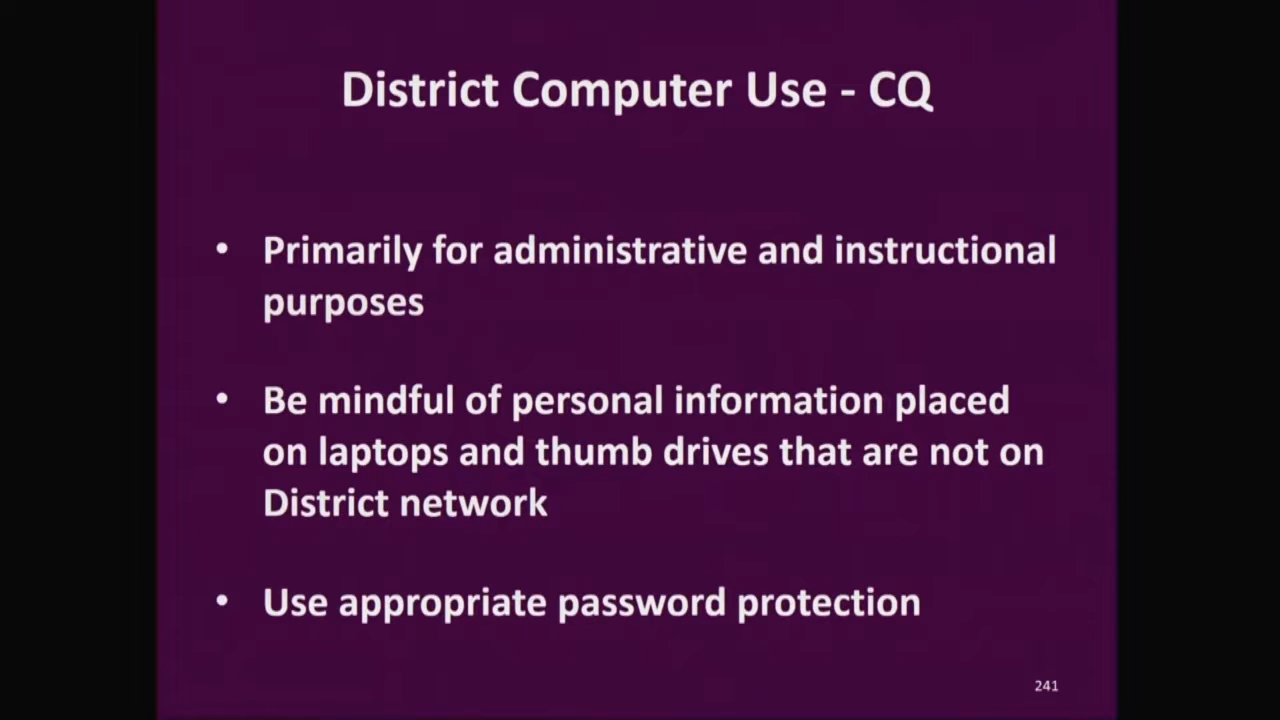 District Computer Use - CQ
• Primarily for administrative and instructional
purposes
• Be mindful of personal information placed
on laptops and thumb drives that are not on
District network
• Use appropriate password protection
241